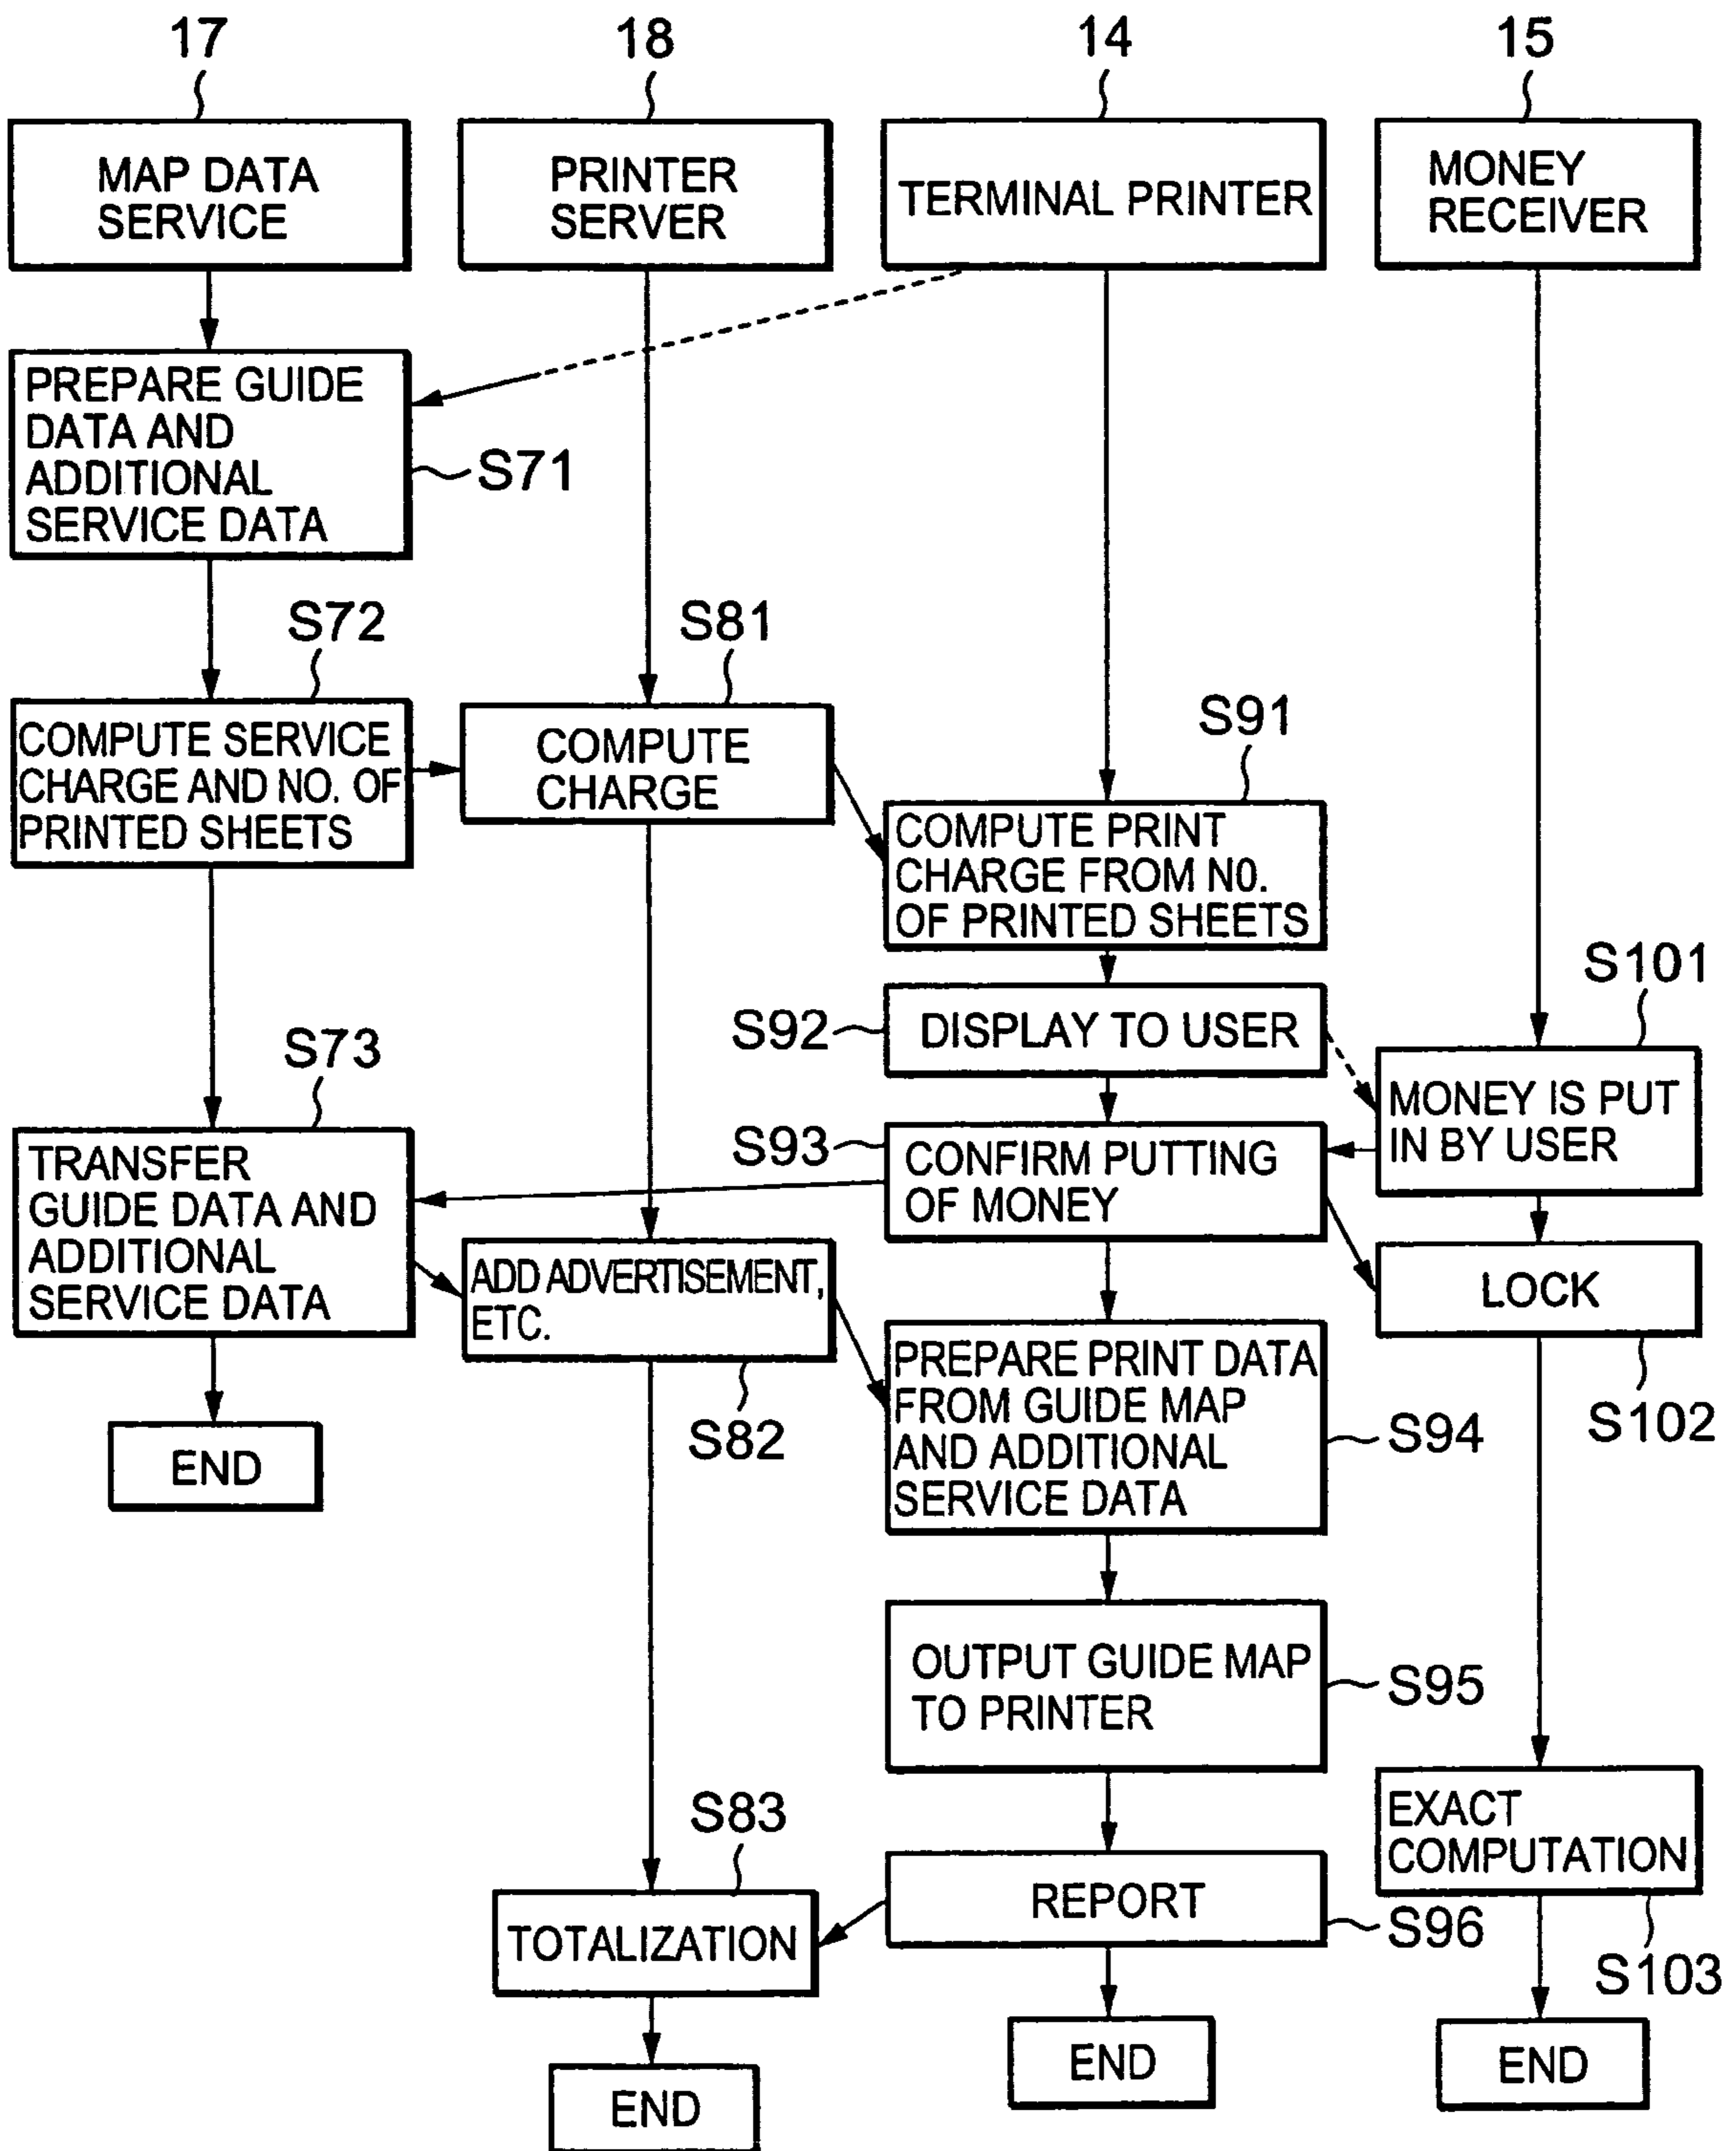 17
18
14
15
MAP DATA
SERVICE
PRINTER
SERVER
TERMINAL PRINTER
MONEY
RECEIVER
PREPARE GUIDE
DATA AND
ADDITIONAL
SERVICE DATA
S71
S72
COMPUTE SERVICE
CHARGE AND NO. OF
PRINTED SHEETS
S81
COMPUTE
CHARGE
S91
COMPUTE PRINT
CHARGE FROM N0.
OF PRINTED SHEETS
S92
DISPLAY TO USER
S101
MONEY IS PUT
IN BY USER
S73
TRANSFER
GUIDE DATA AND
ADDITIONAL
SERVICE DATA
S93
CONFIRM PUTTING
OF MONEY
ADD ADVERTISEMENT,
ETC.
S82
LOCK
S102
END
PREPARE PRINT DATA
FROM GUIDE MAP
AND ADDITIONAL
SERVICE DATA
S94
OUTPUT GUIDE MAP
TO PRINTER
S95
EXACT
COMPUTATION
S103
S83
TOTALIZATION
REPORT
S96
END
END
END